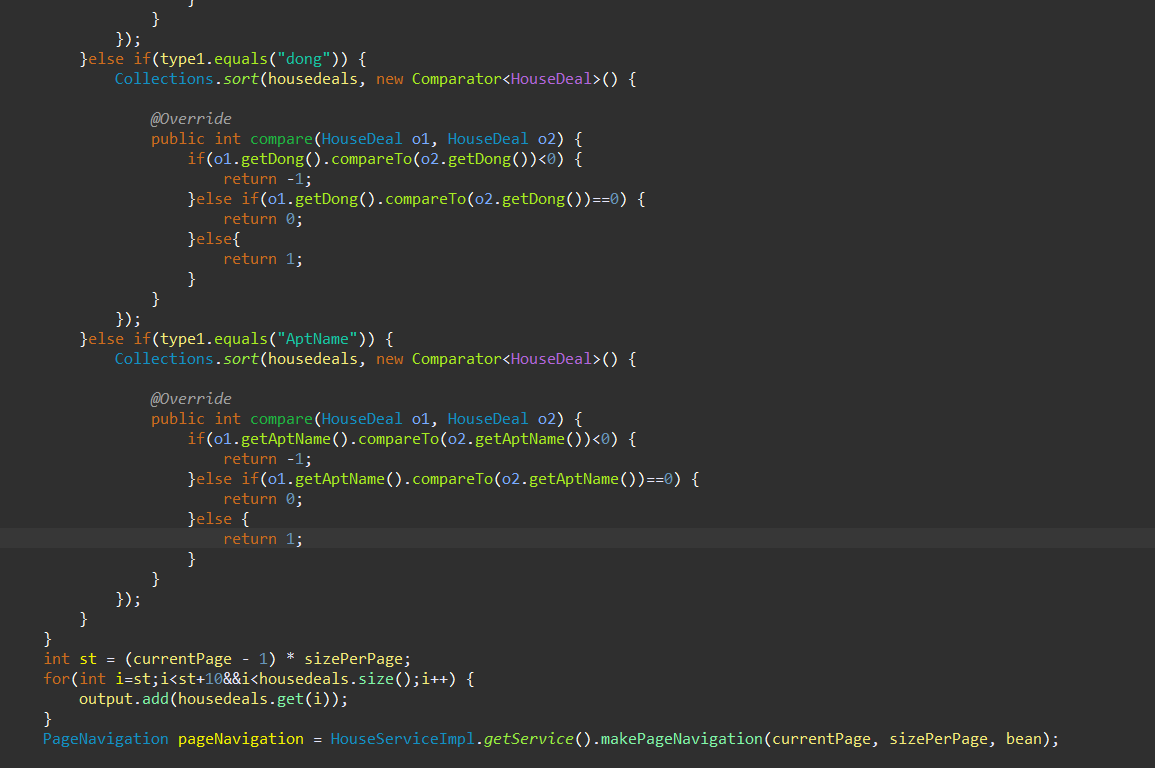 }
}
});
}else if(type1.equals("dong")) {
Collections.sort(housedeals, new Comparator<HouseDeal>() {
@Override
public int compare(HouseDeal o1, HouseDeal o2) {
if(o1.getDong().compareTo(o2.getDong())<0) {
return -1;
}else if(o1.getDong().compareTo(o2.getDong())==0) {
return 0;
}else{
return 1;
}
}
});
}else if(type1.equals("AptName")) {
Collections.sort(housedeals, new Comparator<HouseDeal>() {
@Override
public int compare(HouseDeal o1, HouseDeal o2) {
if(o1.getAptName().compareTo(o2.getAptName())<0) {
return -1;
}else if(o1.getAptName().compareTo(o2.getAptName())==0) {
return 0;
}else {
return 1;
}
}
});
}
}
int st = (currentPage - 1) * sizePerPage;
for(int i=st;i<st+10&&i<housedeals.size();i++) {
output.add(housedeals.get(i));
}
PageNavigation pageNavigation = HouseServiceImpl.getService().makePageNavigation(currentPage, sizePerPage, bean);